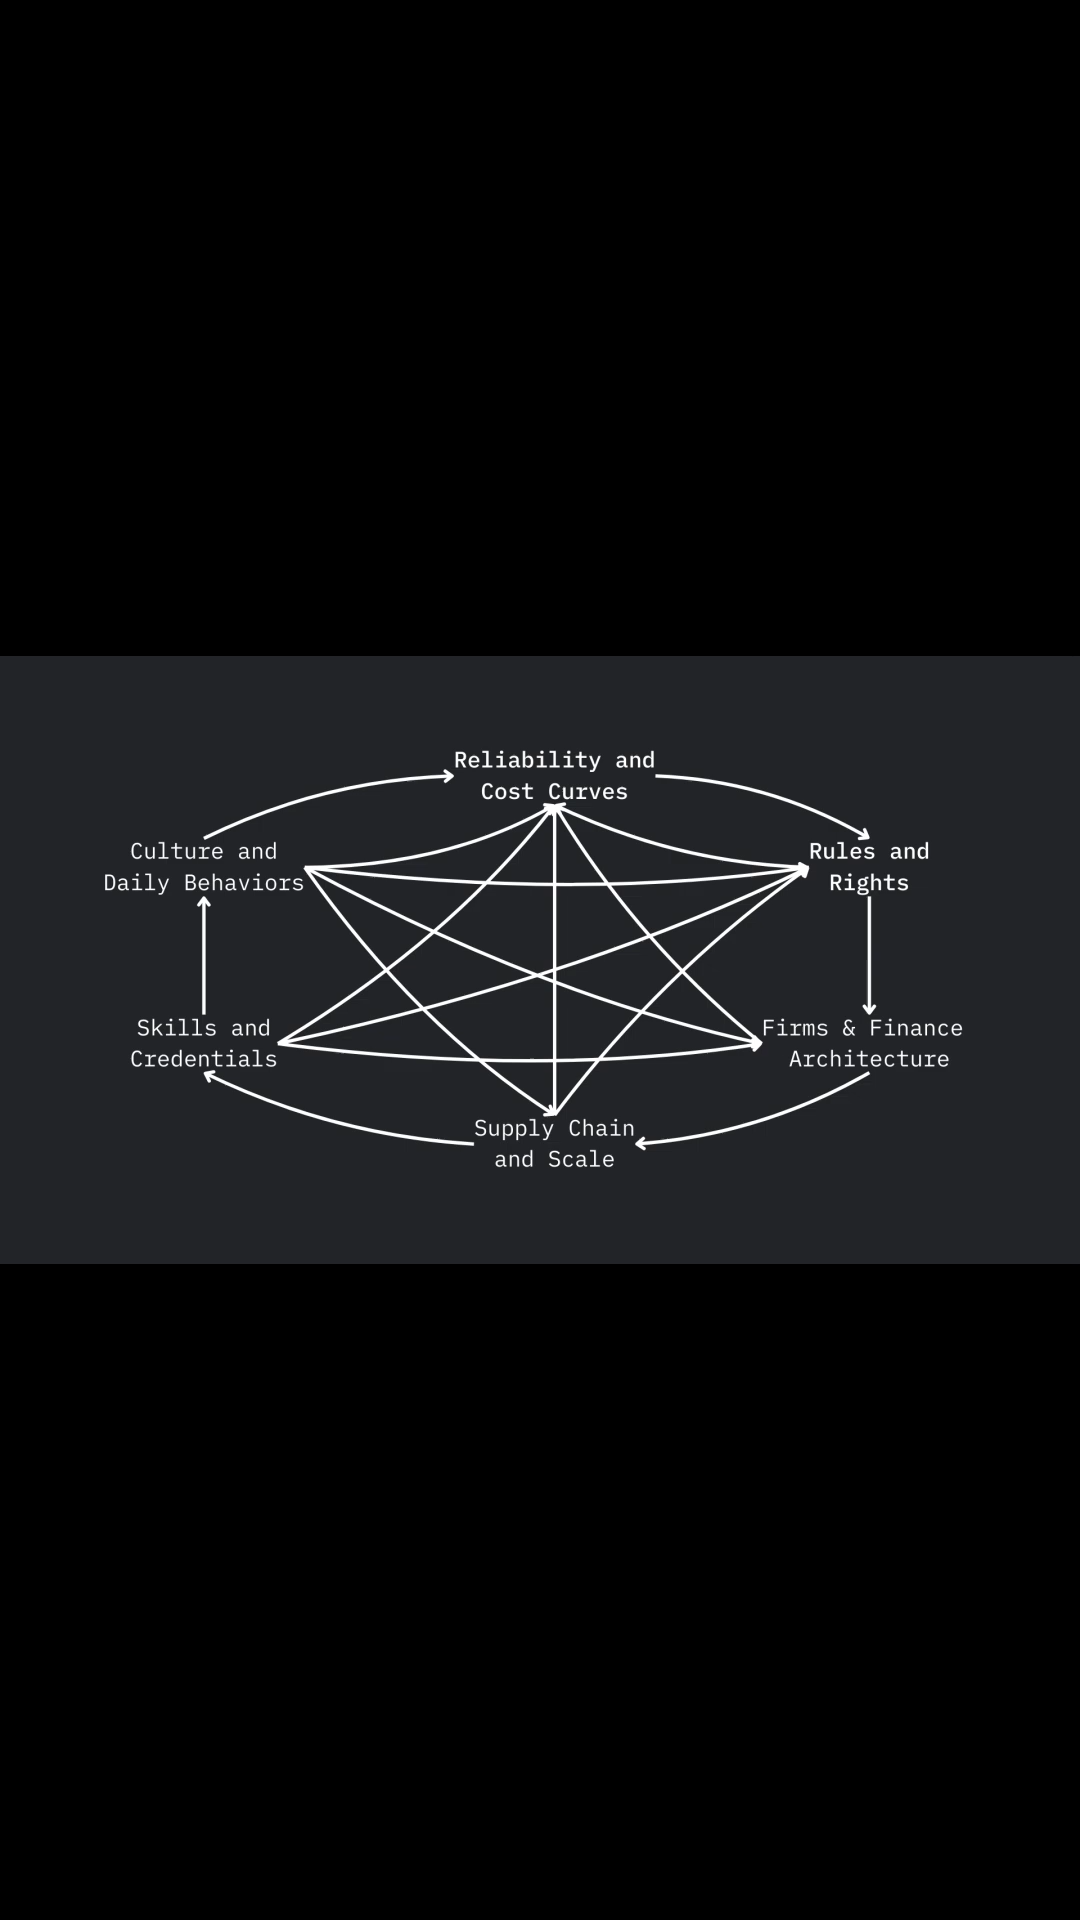 Reliability and
Cost Curves
Culture and
Daily Behaviors
Rules and
Rights
Skills and
Credentials
Firms & Finance
Architecture
Supply Chain
and Scale